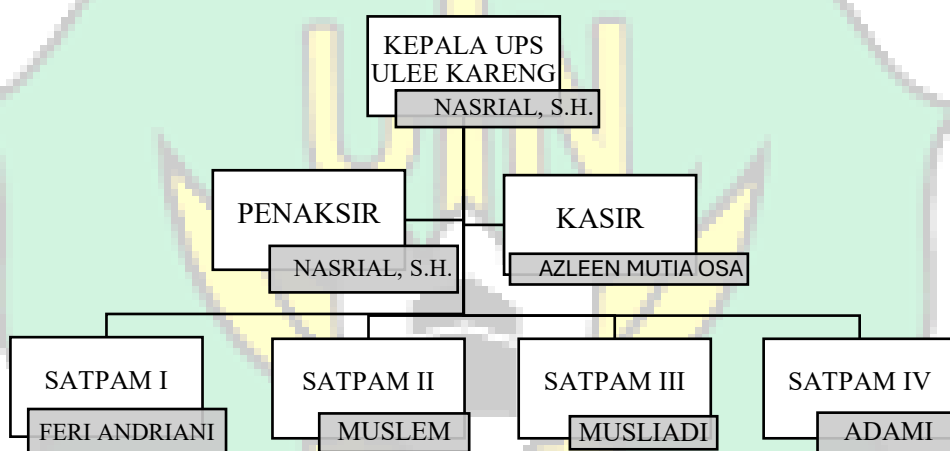 KEPALA UPS
ULEE KARENG
NASRIAL, S.H.
PENAKSIR
NASRIAL, S.H.
KASIR
AZLEEN MUTIA OSA
SATPAM I
FERI ANDRIANI
SATPAM II
MUSLEM
SATPAM III
MUSLIADI
SATPAM IV
ADAMI